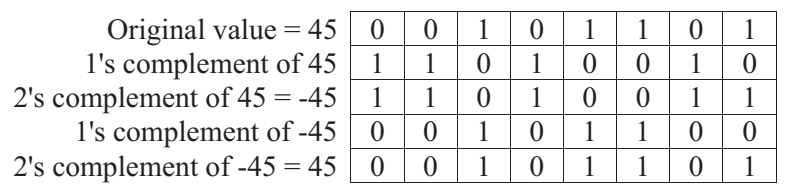 Original value = 45 0 0 1 0 1 1 0 1
1's complement of 45 1 1 0 1 0 0 1 0
2's complement of 45 = -45 1 1 0 1 0 0 1 1
1's complement of -45 0 0 1 0 1 1 0 0
2's complement of -45 = 45 0 0 1 0 1 1 0 1